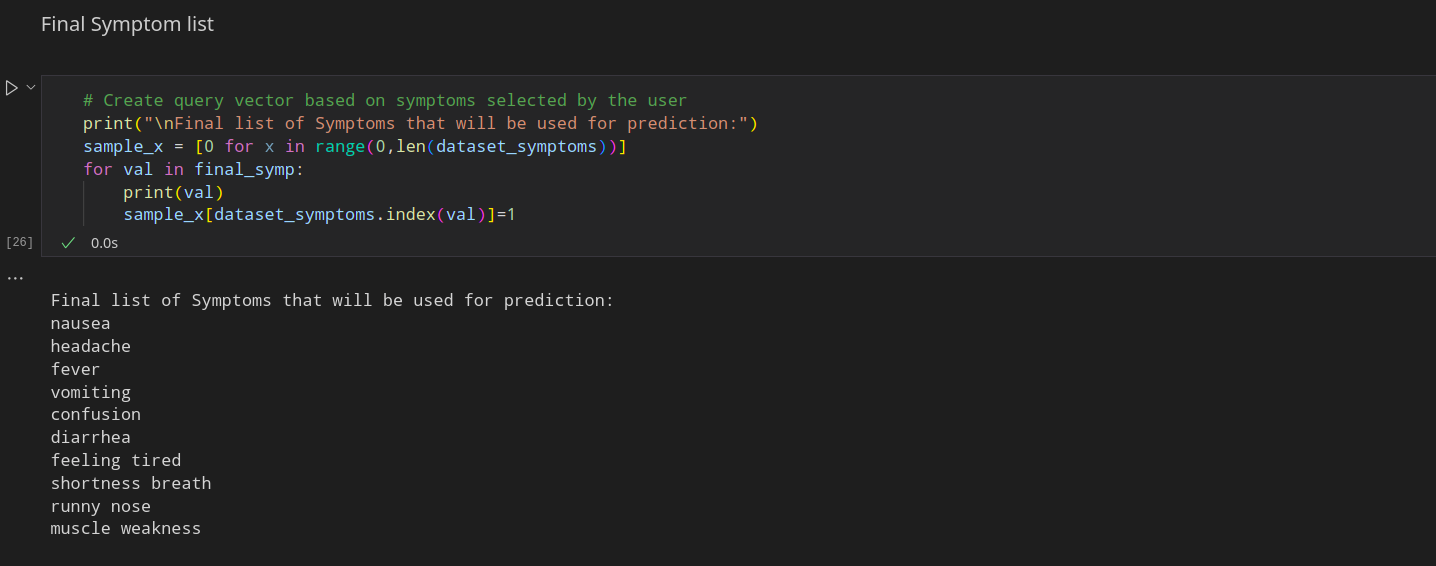 Final Symptom list
# Create query vector based on symptoms selected by the user
print("\nFinal list of Symptoms that will be used for prediction:")
sample_x = [0 for x in range(0,len(dataset_symptoms))]
for val in final_symp:
    print(val)
    sample_x[dataset_symptoms.index(val)]=1
[26] 0.0s
...
Final list of Symptoms that will be used for prediction:
nausea
headache
fever
vomiting
confusion
diarrhea
feeling tired
shortness breath
runny nose
muscle weakness